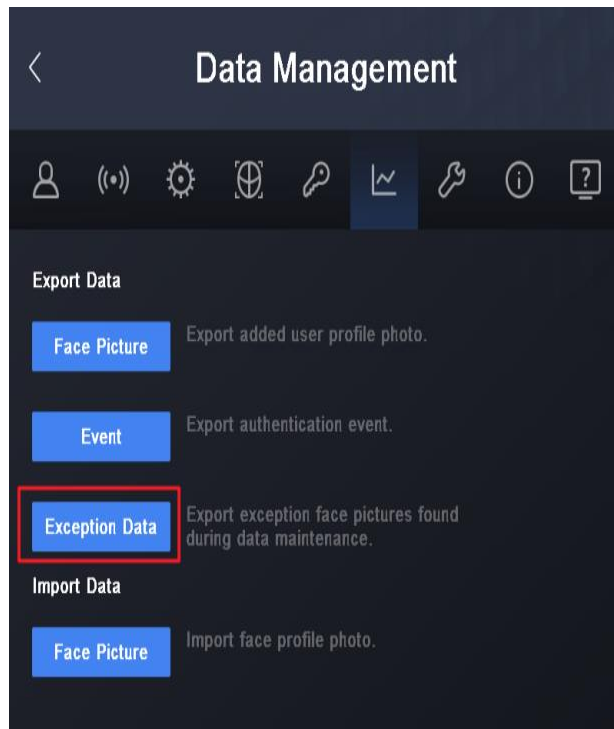 Data Management
?
Export Data
Face Picture
Export added user profile photo.
Event
Export authentication event.
Exception Data
Export exception face pictures found
during data maintenance.
Import Data
Face Picture
Import face profile photo.